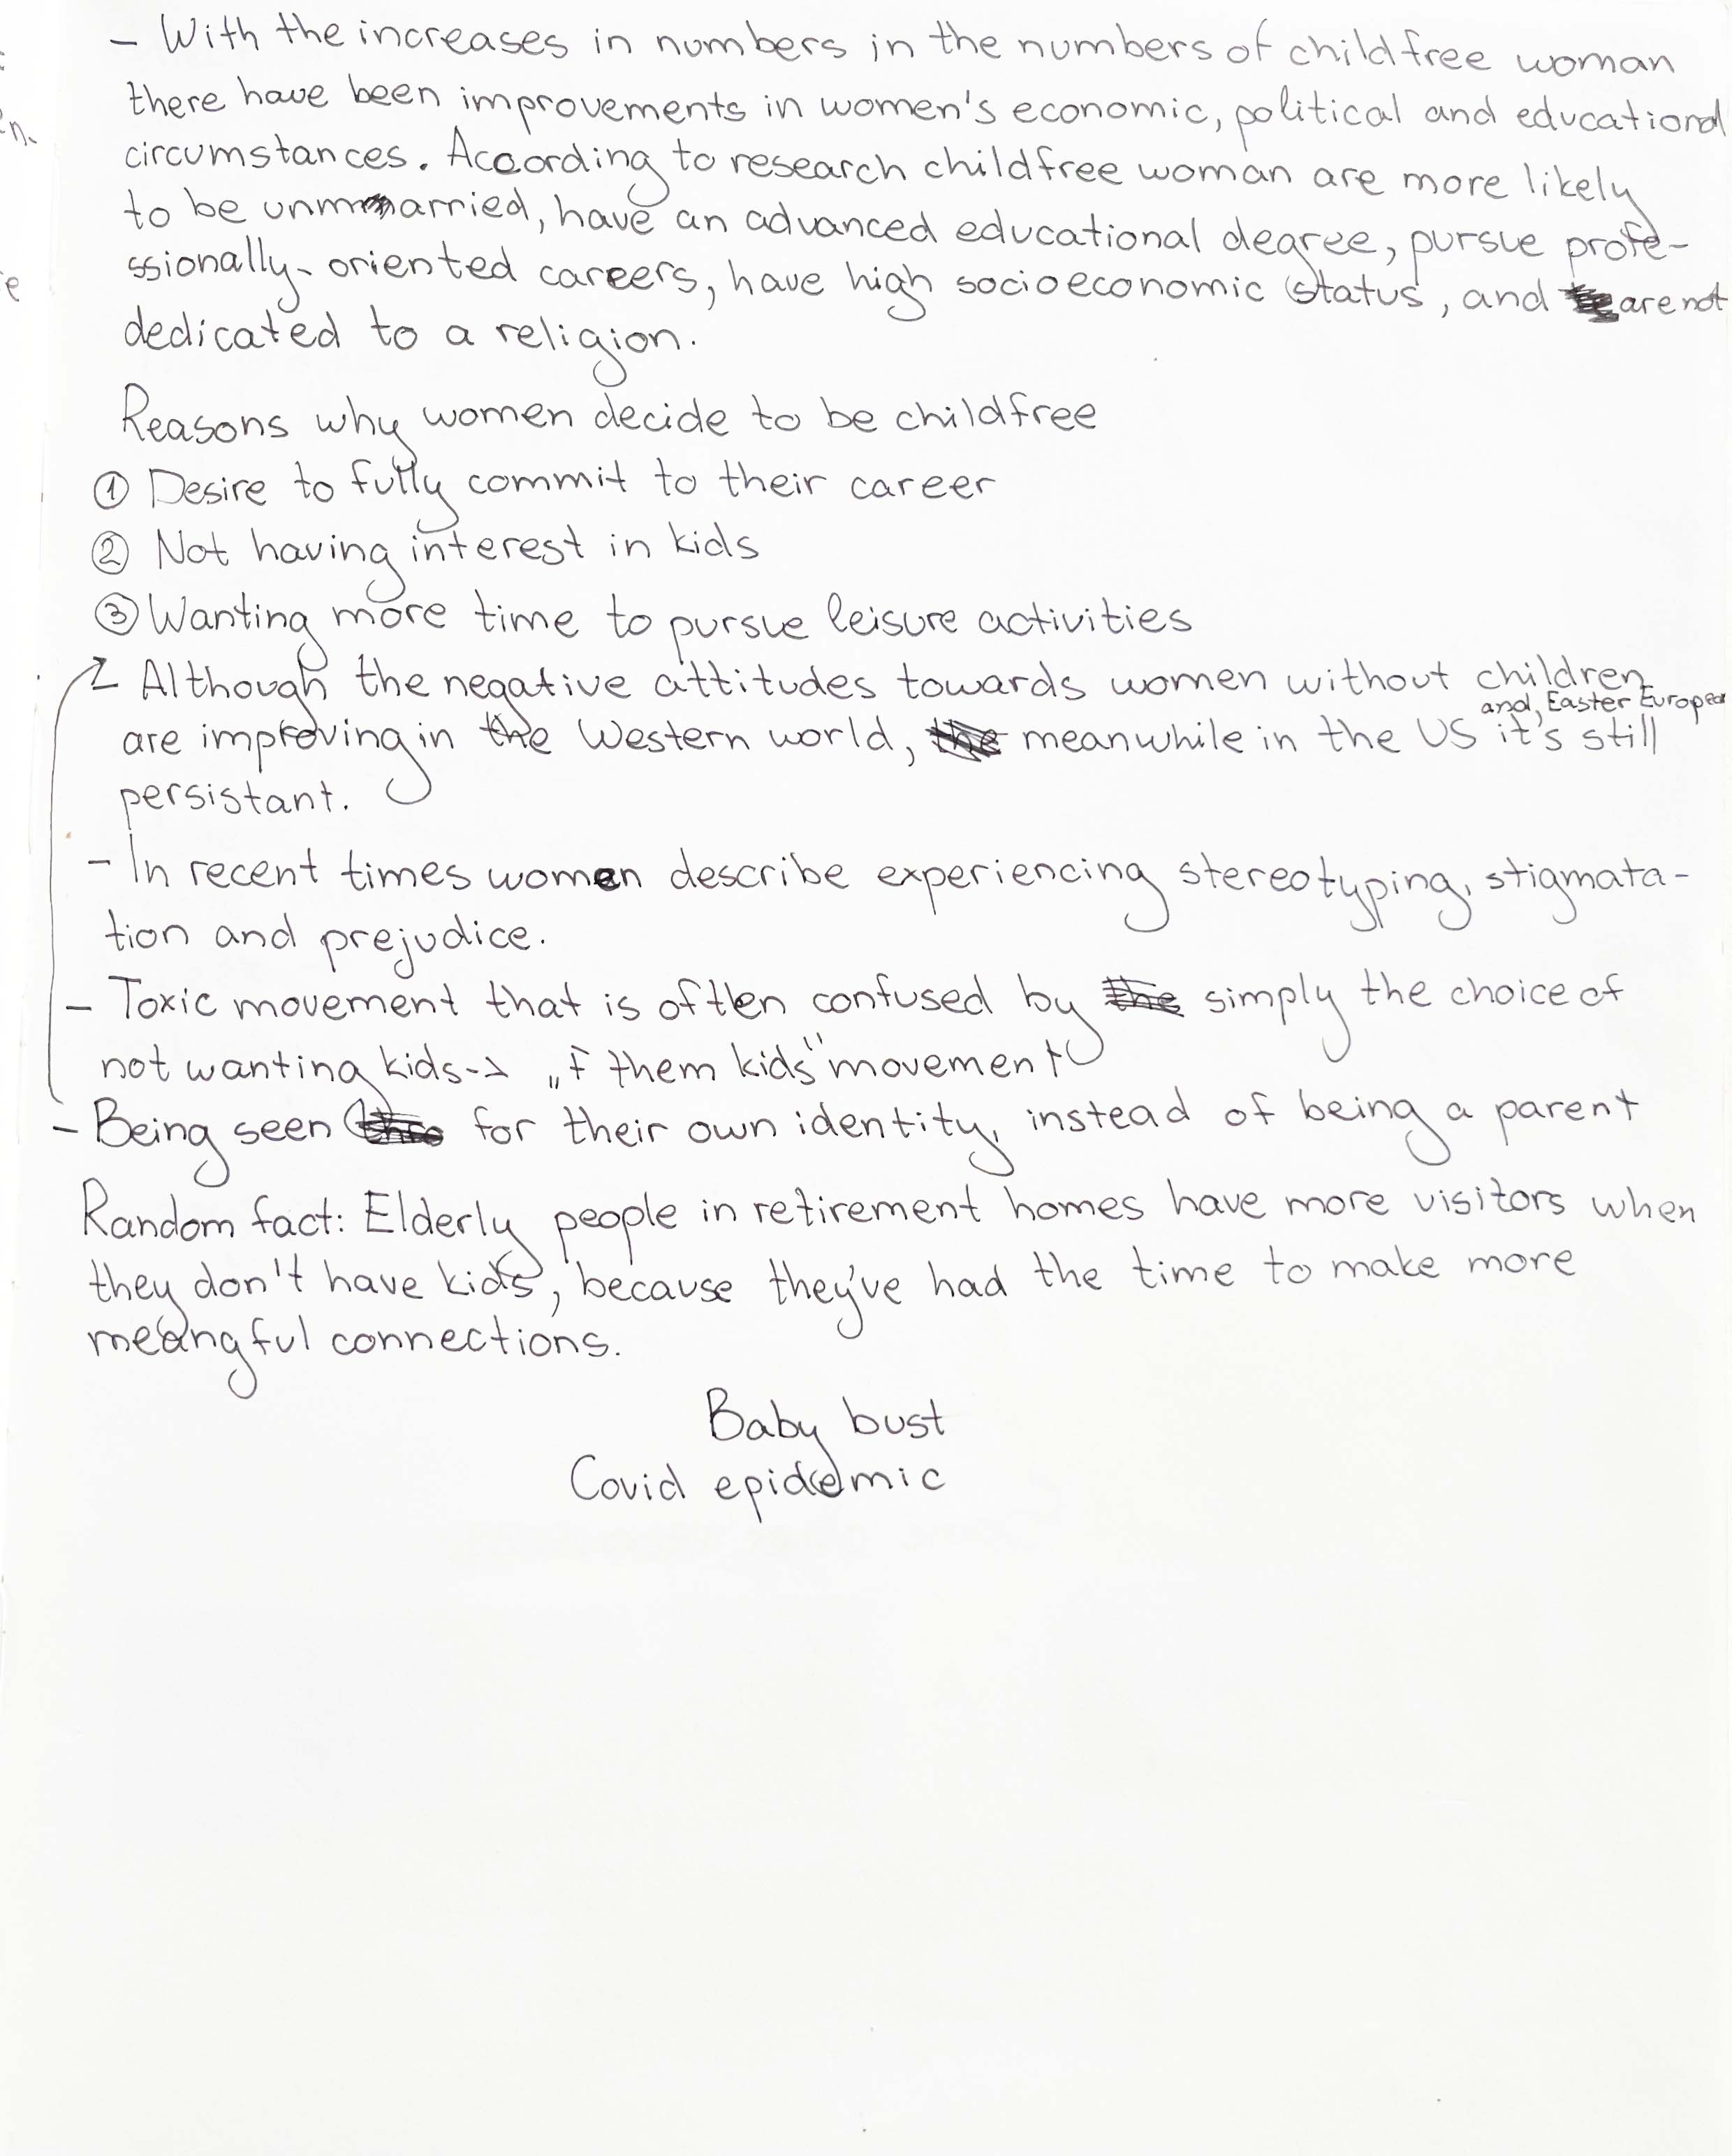 - With the increases in numbers in the numbers of childfree woman
there have been improvements in women's economic, political and educational
circumstances. According to research childfree woman are more likely
to be unmarried, have an advanced educational degree, pursue profe-
ssionally-oriented careers, have high socioeconomic status, and are not
dedicated to a religion.
Reasons why women decide to be childfree
① Desire to fully commit to their career
② Not having interest in kids
③ Wanting more time to pursue leisure activities
- Although the negative attitudes towards women without children
and, Easter Europea
are improving in the Western world, meanwhile in the US it's still
persistant.
- In recent times women describe experiencing stereotyping, stigmata-
tion and prejudice.
- Toxic movement that is often confused by simply the choice of
not wanting kids-> „f them kids" movement
- Being seen for their own identity, instead of being a parent
Random fact: Elderly people in retirement homes have more visitors when
they don't have kids, because they've had the time to make more
meangful connections.
Baby bust
Covid epidemic